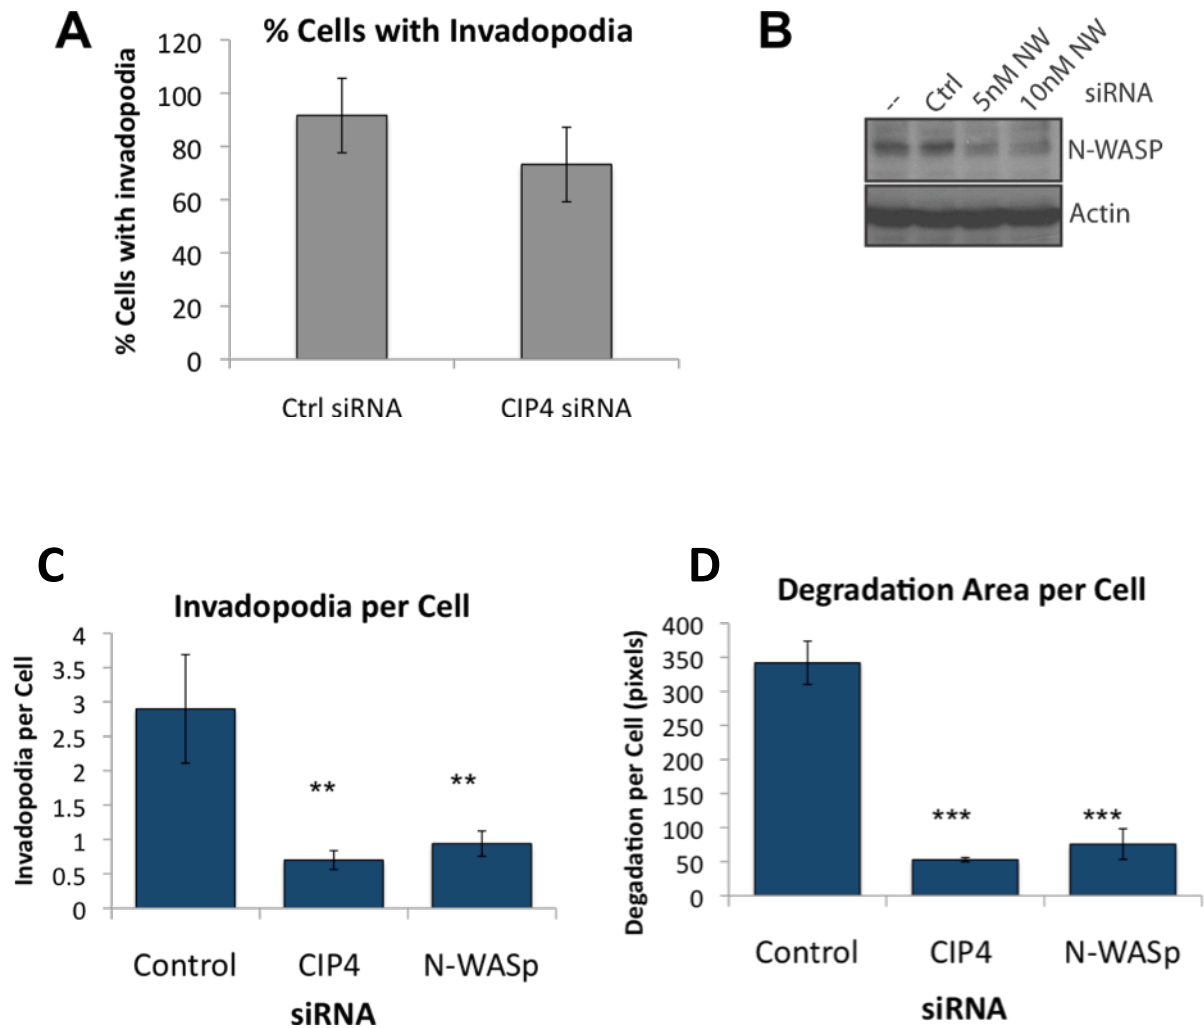 A
% Cells with Invadopodia
% Cells with invadopodia
120
100
80
60
40
20
0
Ctrl siRNA
CIP4 siRNA
B
--
Ctrl
5nM NW
10nM NW
siRNA
N-WASP
Actin
C
Invadopodia per Cell
Invadopodia per Cell
4
3.5
3
2.5
2
1.5
1
0.5
0
**
**
Control
CIP4
N-WASp
siRNA
D
Degradation Area per Cell
Degadation per Cell (pixels)
400
350
300
250
200
150
100
50
0
***
***
Control
CIP4
N-WASp
siRNA